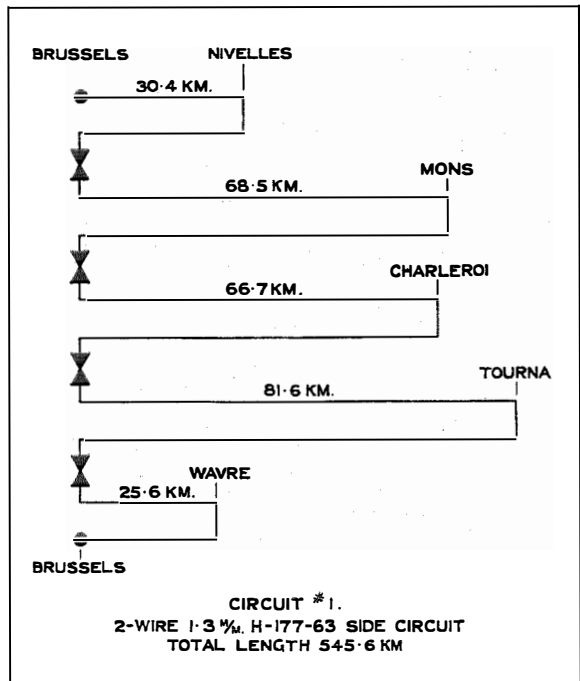 BRUSSELS NIVELLES
30·4 KM.
MONS
68·5 KM.
CHARLEROI
66·7 KM.
TOURNA
81·6 KM.
WAVRE
25·6 KM.
BRUSSELS
CIRCUIT #1.
2-WIRE 1·3 M/M. H-177-63 SIDE CIRCUIT
TOTAL LENGTH 545·6 KM